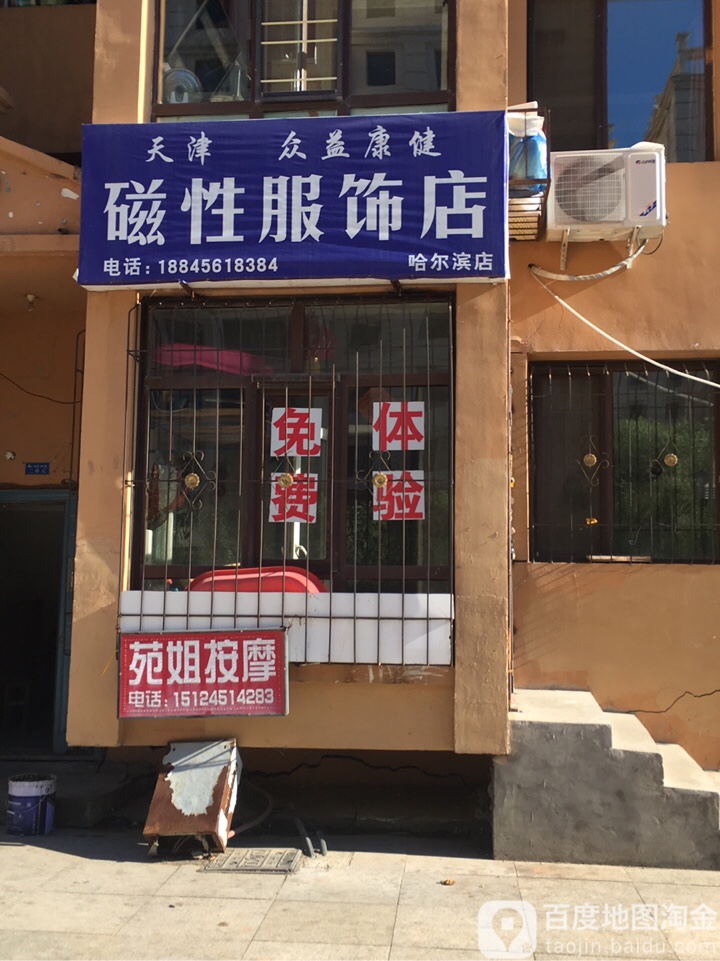 天津 众益康健
磁性服饰店
电话:18845618384 哈尔滨店
免费
体验
苑姐按摩
电话:15124514283
百度地图淘金
taojin.baidu.com